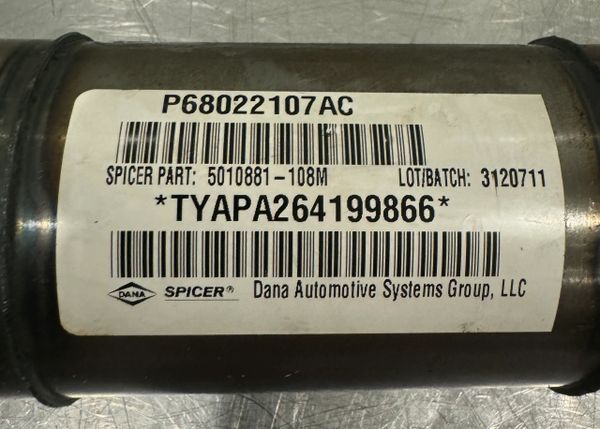 P68022107AC
SPICER PART: 5010881-108M LOT/BATCH: 3120711
*TYAPA264199866*
DANA SPICER® Dana Automotive Systems Group, LLC